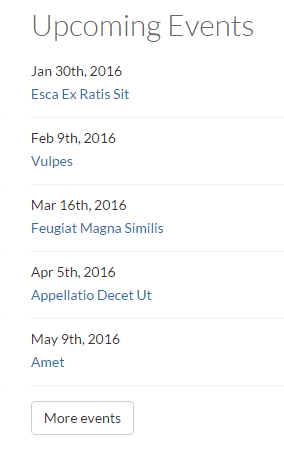 Upcoming Events
Jan 30th, 2016
Esca Ex Ratis Sit
Feb 9th, 2016
Vulpes
Mar 16th, 2016
Feugiat Magna Similis
Apr 5th, 2016
Appellatio Decet Ut
May 9th, 2016
Amet
More events